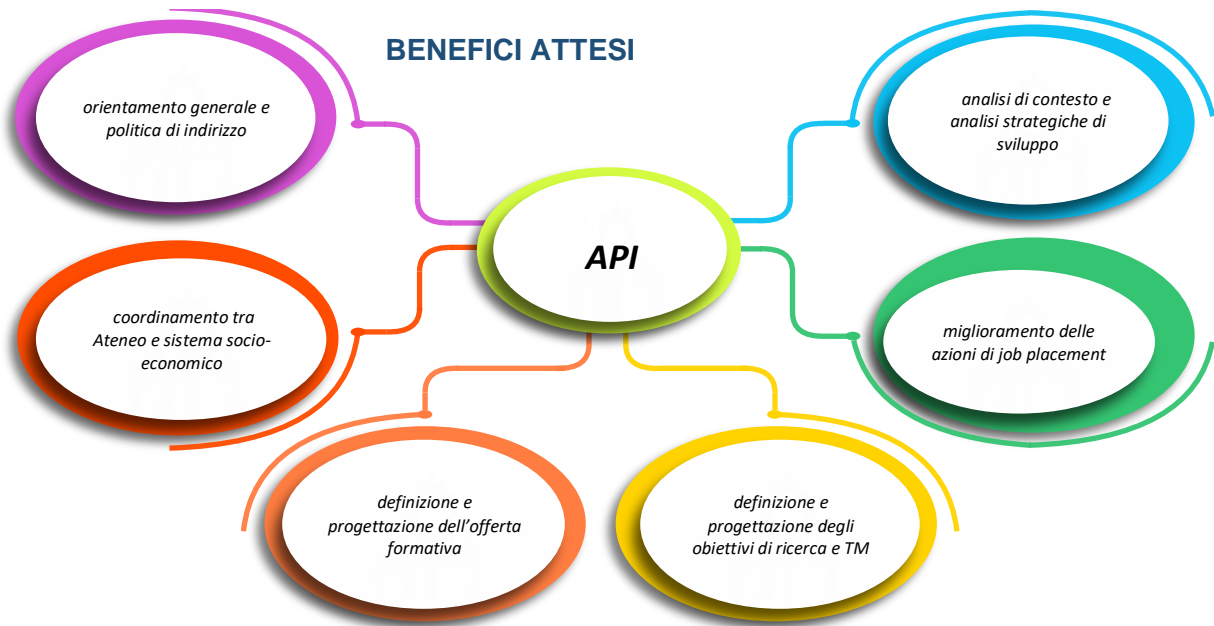 BENEFICI ATTESI
orientamento generale e
politica di indirizzo
analisi di contesto e
analisi strategiche di
sviluppo
API
coordinamento tra
Ateneo e sistema socio-
economico
miglioramento delle
azioni di job placement
definizione e
progettazione dell’offerta
formativa
definizione e
progettazione degli
obiettivi di ricerca e TM